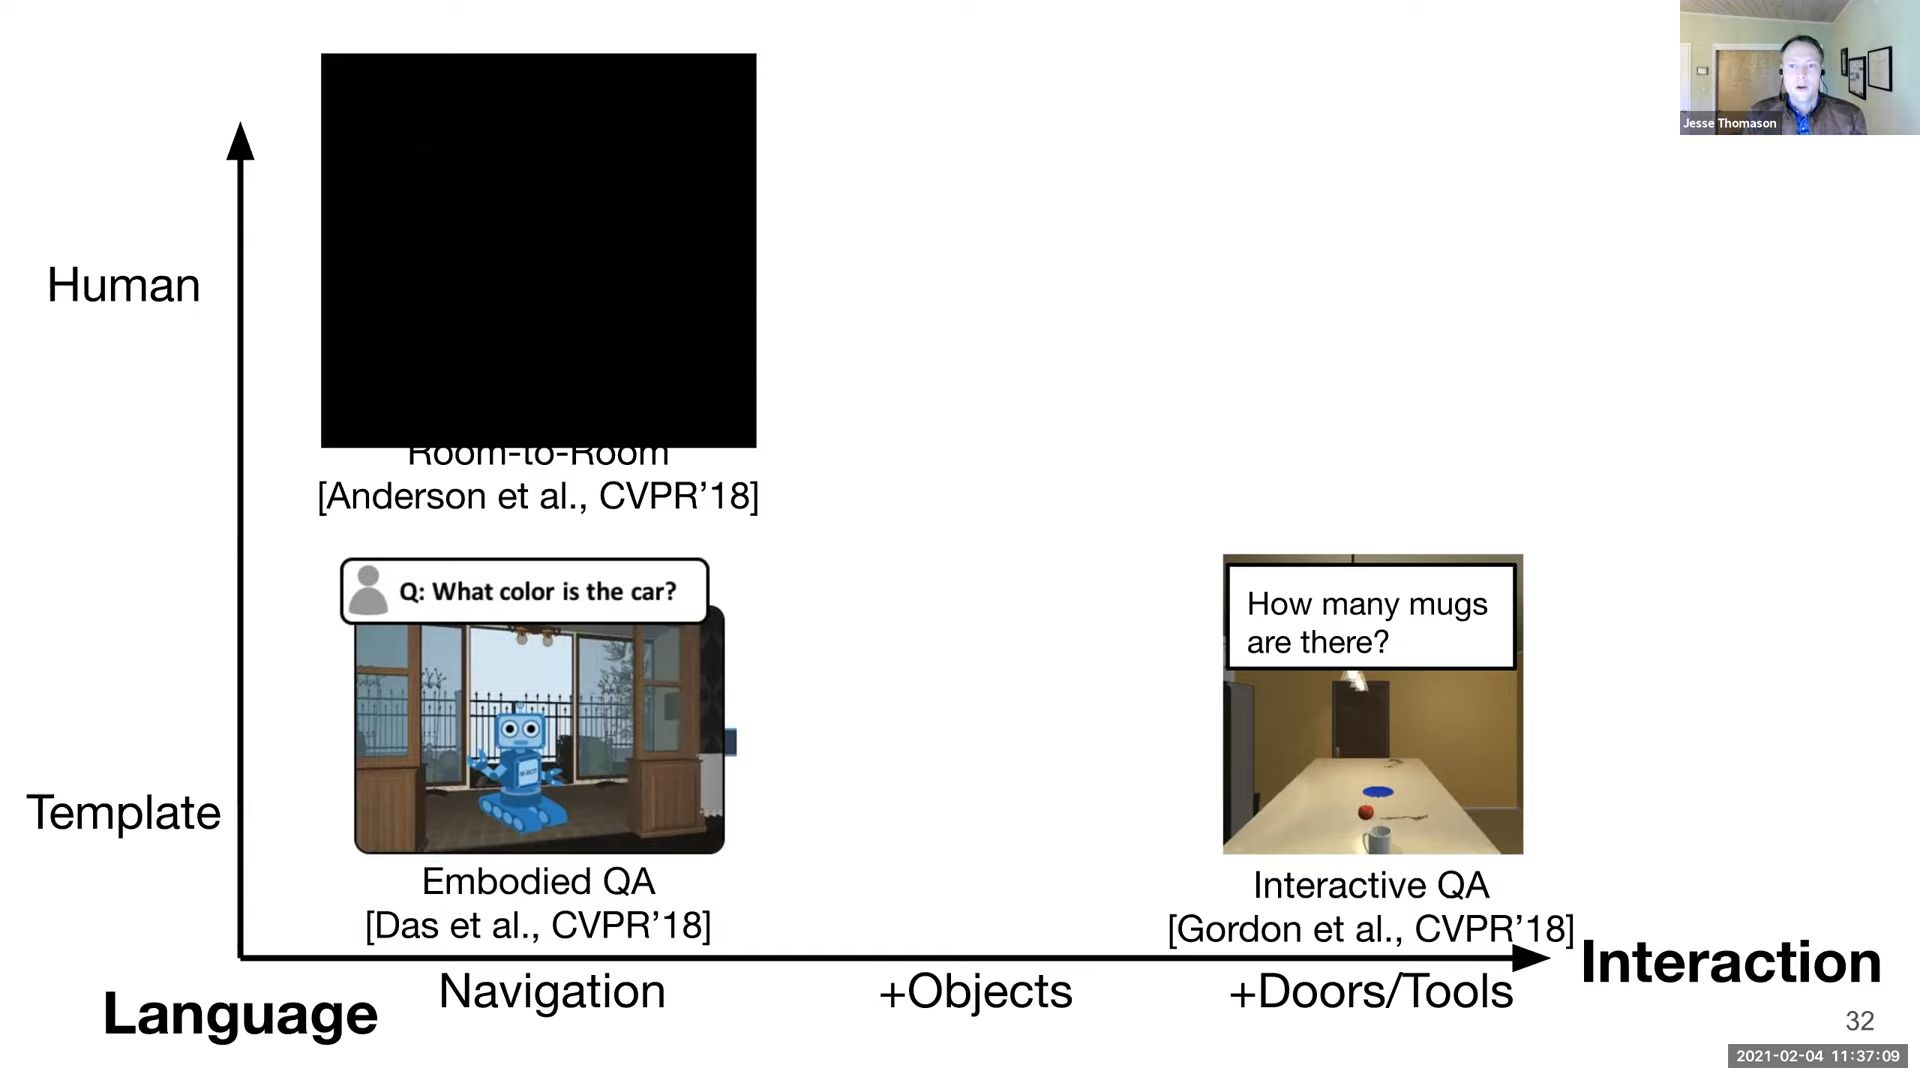 Jesse Thomason
Human
Room-to-Room
[Anderson et al., CVPR’18]
Q: What color is the car?
How many mugs
are there?
Template
Embodied QA
[Das et al., CVPR’18]
Interactive QA
[Gordon et al., CVPR’18]
Interaction
Navigation
+Objects
+Doors/Tools
Language
32
2021-02-04 11:37:09